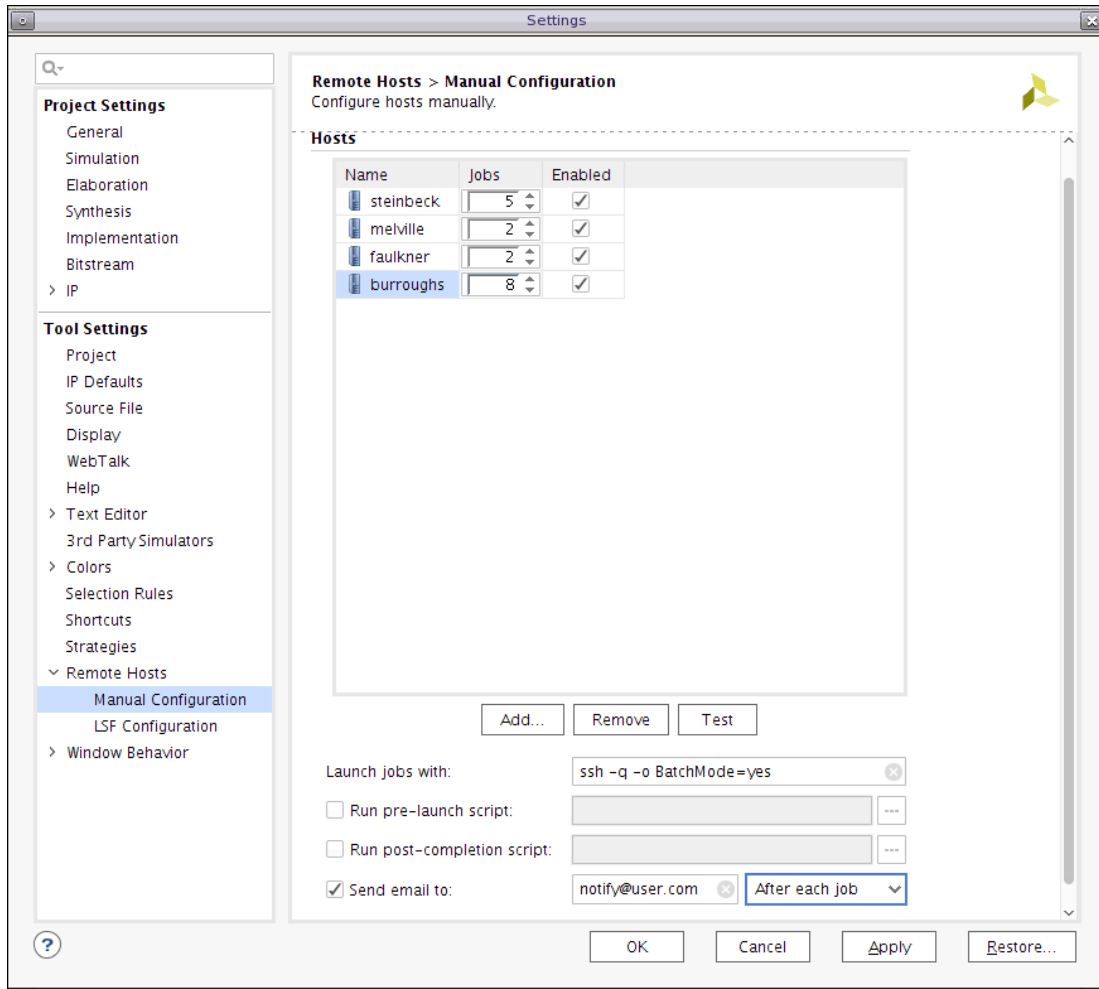 Settings
Project Settings
General
Simulation
Elaboration
Synthesis
Implementation
Bitstream
IP
Tool Settings
Project
IP Defaults
Source File
Display
WebTalk
Help
Text Editor
3rd Party Simulators
Colors
Selection Rules
Shortcuts
Strategies
Remote Hosts
Manual Configuration
LSF Configuration
Window Behavior
Remote Hosts > Manual Configuration
Configure hosts manually.
Hosts
Name Jobs Enabled
steinbeck 5
melville 2
faulkner 2
burroughs 8
Add... Remove Test
Launch jobs with: ssh -q -o BatchMode=yes
Run pre-launch script: ---
Run post-completion script: ---
Send email to: notify@user.com After each job
? OK Cancel Apply Restore...